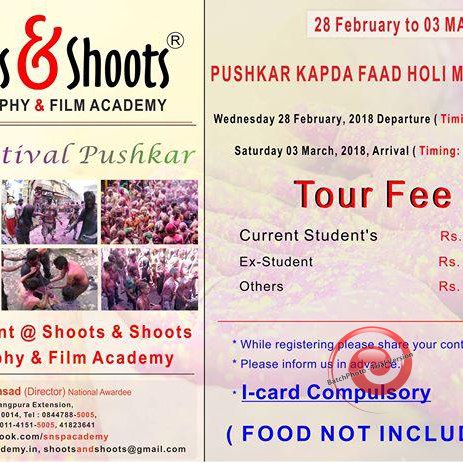 s & Shoots ®
PHY & FILM ACADEMY
tival Pushkar
nt @ Shoots & Shoots
phy & Film Academy
sad (Director) National Awardee
ngpura Extension,
0014, Tel : 0844788-5005,
011-4151-5005, 41823641
ook.com/snspacademy
demy.in, shootsandshoots@gmail.com
28 February to 03 MA
PUSHKAR KAPDA FAAD HOLI M
Wednesday 28 February, 2018 Departure ( Timi
Saturday 03 March, 2018, Arrival ( Timing:
Tour Fee
Current Student's Rs.
Ex-Student Rs.
Others Rs.
* While registering please share your cont
* Please inform us in advance.
* I-card Compulsory
( FOOD NOT INCLU
BatchPhoto